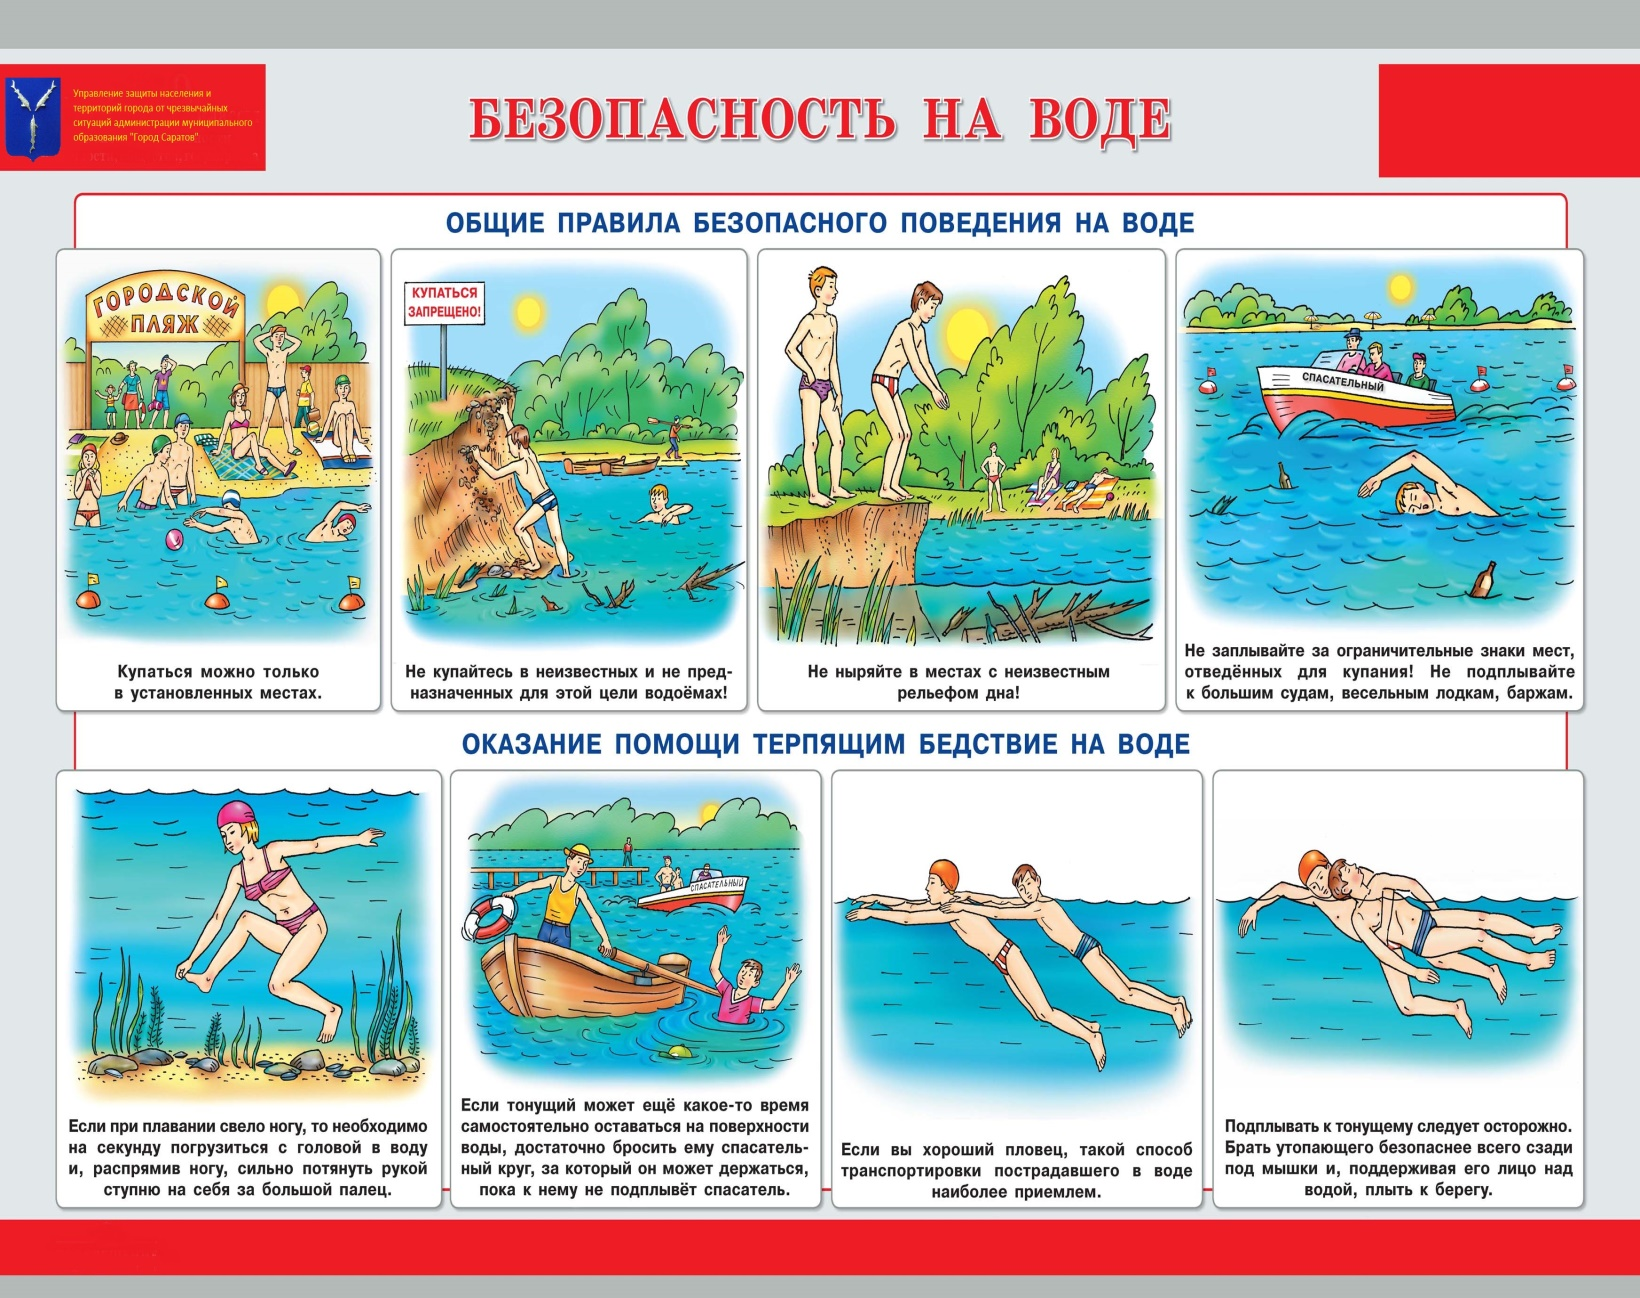 Управление защиты населения и
территорий города от чрезвычайных
ситуаций администрации муниципального
образования "Город Саратов"
БЕЗОПАСНОСТЬ НА ВОДЕ
ОБЩИЕ ПРАВИЛА БЕЗОПАСНОГО ПОВЕДЕНИЯ НА ВОДЕ
ГОРОДСКОЙ
ПЛЯЖ
Купаться можно только
в установленных местах.
КУПАТЬСЯ
ЗАПРЕЩЕНО!
Не купайтесь в неизвестных и не пред-
назначенных для этой цели водоёмах!
Не ныряйте в местах с неизвестным
рельефом дна!
СПАСАТЕЛЬНЫЙ
Не заплывайте за ограничительные знаки мест,
отведённых для купания! Не подплывайте
к большим судам, весельным лодкам, баржам.
ОКАЗАНИЕ ПОМОЩИ ТЕРПЯЩИМ БЕДСТВИЕ НА ВОДЕ
Если при плавании свело ногу, то необходимо
на секунду погрузиться с головой в воду
и, распрямив ногу, сильно потянуть рукой
ступню на себя за большой палец.
СПАСАТЕЛЬНЫЙ
Если тонущий может ещё какое-то время
самостоятельно оставаться на поверхности
воды, достаточно бросить ему спасатель-
ный круг, за который он может держаться,
пока к нему не подплывёт спасатель.
Если вы хороший пловец, такой способ
транспортировки пострадавшего в воде
наиболее приемлем.
Подплывать к тонущему следует осторожно.
Брать утопающего безопаснее всего сзади
под мышки и, поддерживая его лицо над
водой, плыть к берегу.